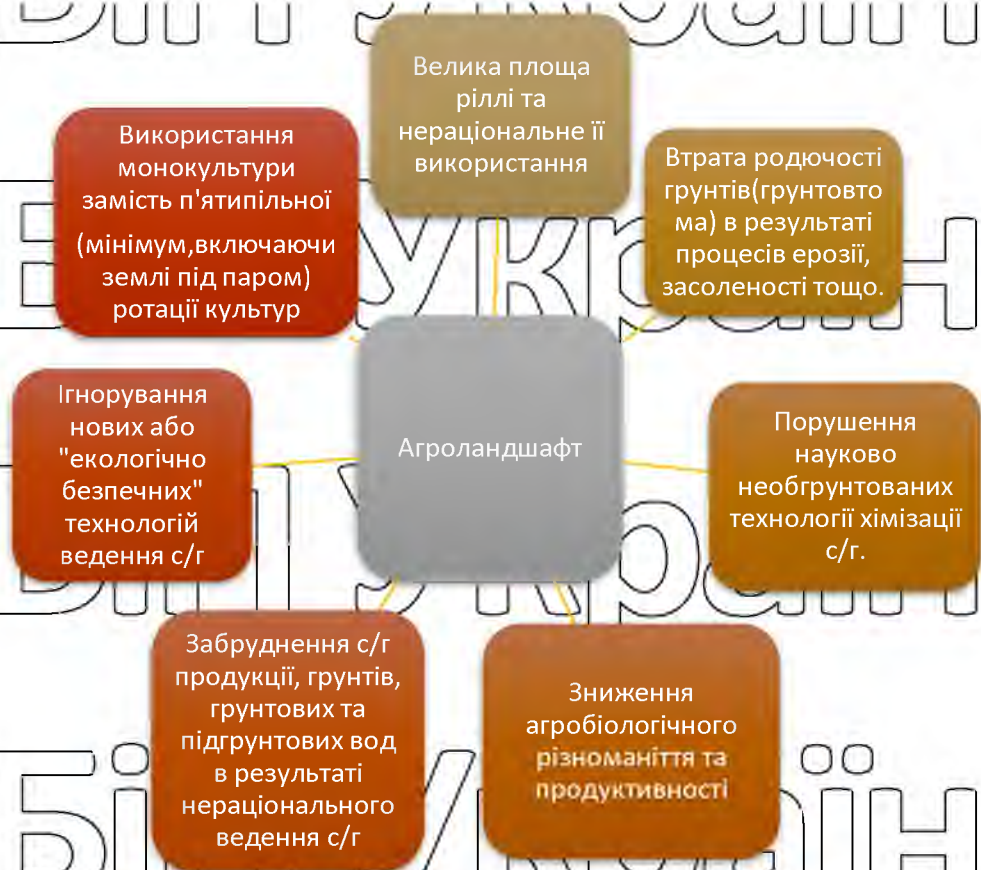 Велика площа
ріллі та
нераціональне її
використання
Втрата родючості
грунтів(грунтовто
ма) в результаті
процесів ерозії,
засоленості тощо.
Порушення
науково
необгрунтованих
технології хімізації
с/г.
Зниження
агробіологічного
різноманіття та
продуктивності
Забруднення с/г
продукції, грунтів,
грунтових та
підгрунтових вод
в результаті
нераціонального
ведення с/г
Ігнорування
нових або
"екологічно
безпечних"
технологій
ведення с/г
Використання
монокультури
замість п'ятипільної
(мінімум,включаючи
землі під паром)
ротації культур
Агроландшафт